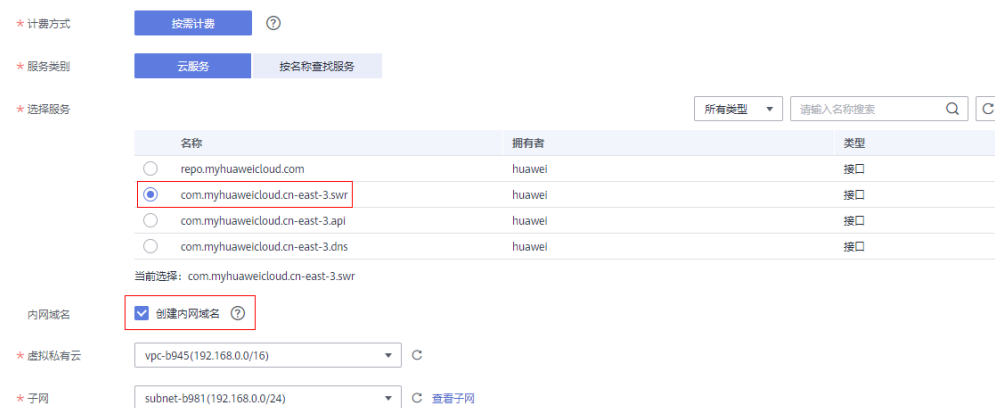 * 计费方式 按需计费 ?
* 服务类别 云服务 按名称查找服务
* 选择服务 所有类型 请输入名称搜索
名称 拥有者 类型
repo.myhuaweicloud.com huawei 接口
com.myhuaweicloud.cn-east-3.swr huawei 接口
com.myhuaweicloud.cn-east-3.api huawei 接口
com.myhuaweicloud.cn-east-3.dns huawei 接口
当前选择：com.myhuaweicloud.cn-east-3.swr
内网域名 创建内网域名 ?
* 虚拟私有云 vpc-b945(192.168.0.0/16)
* 子网 subnet-b981(192.168.0.0/24) 查看子网